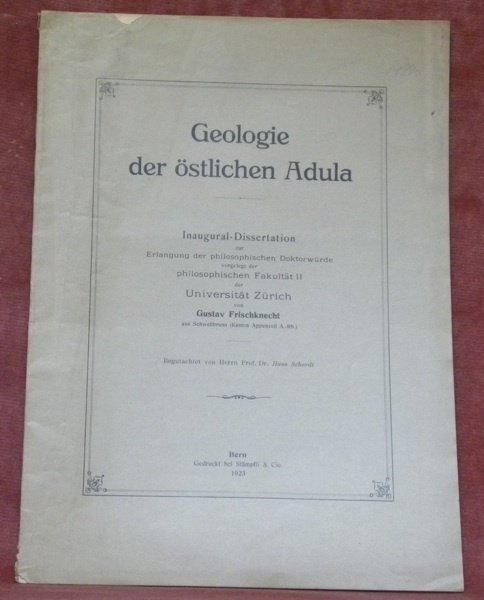 Geologie
der östlichen Adula
Inaugural-Dissertation
zur
Erlangung der philosophischen Doktorwürde
vorgelegt der
philosophischen Fakultät II
der
Universität Zürich
von
Gustav Frischknecht
aus Schwellbrunn (Kanton Appenzell A.-Rh.)
Begutachtet von Herrn Prof. Dr. Hans Schardt
Bern
Gedruckt bei Stämpfli & Cie.
1923